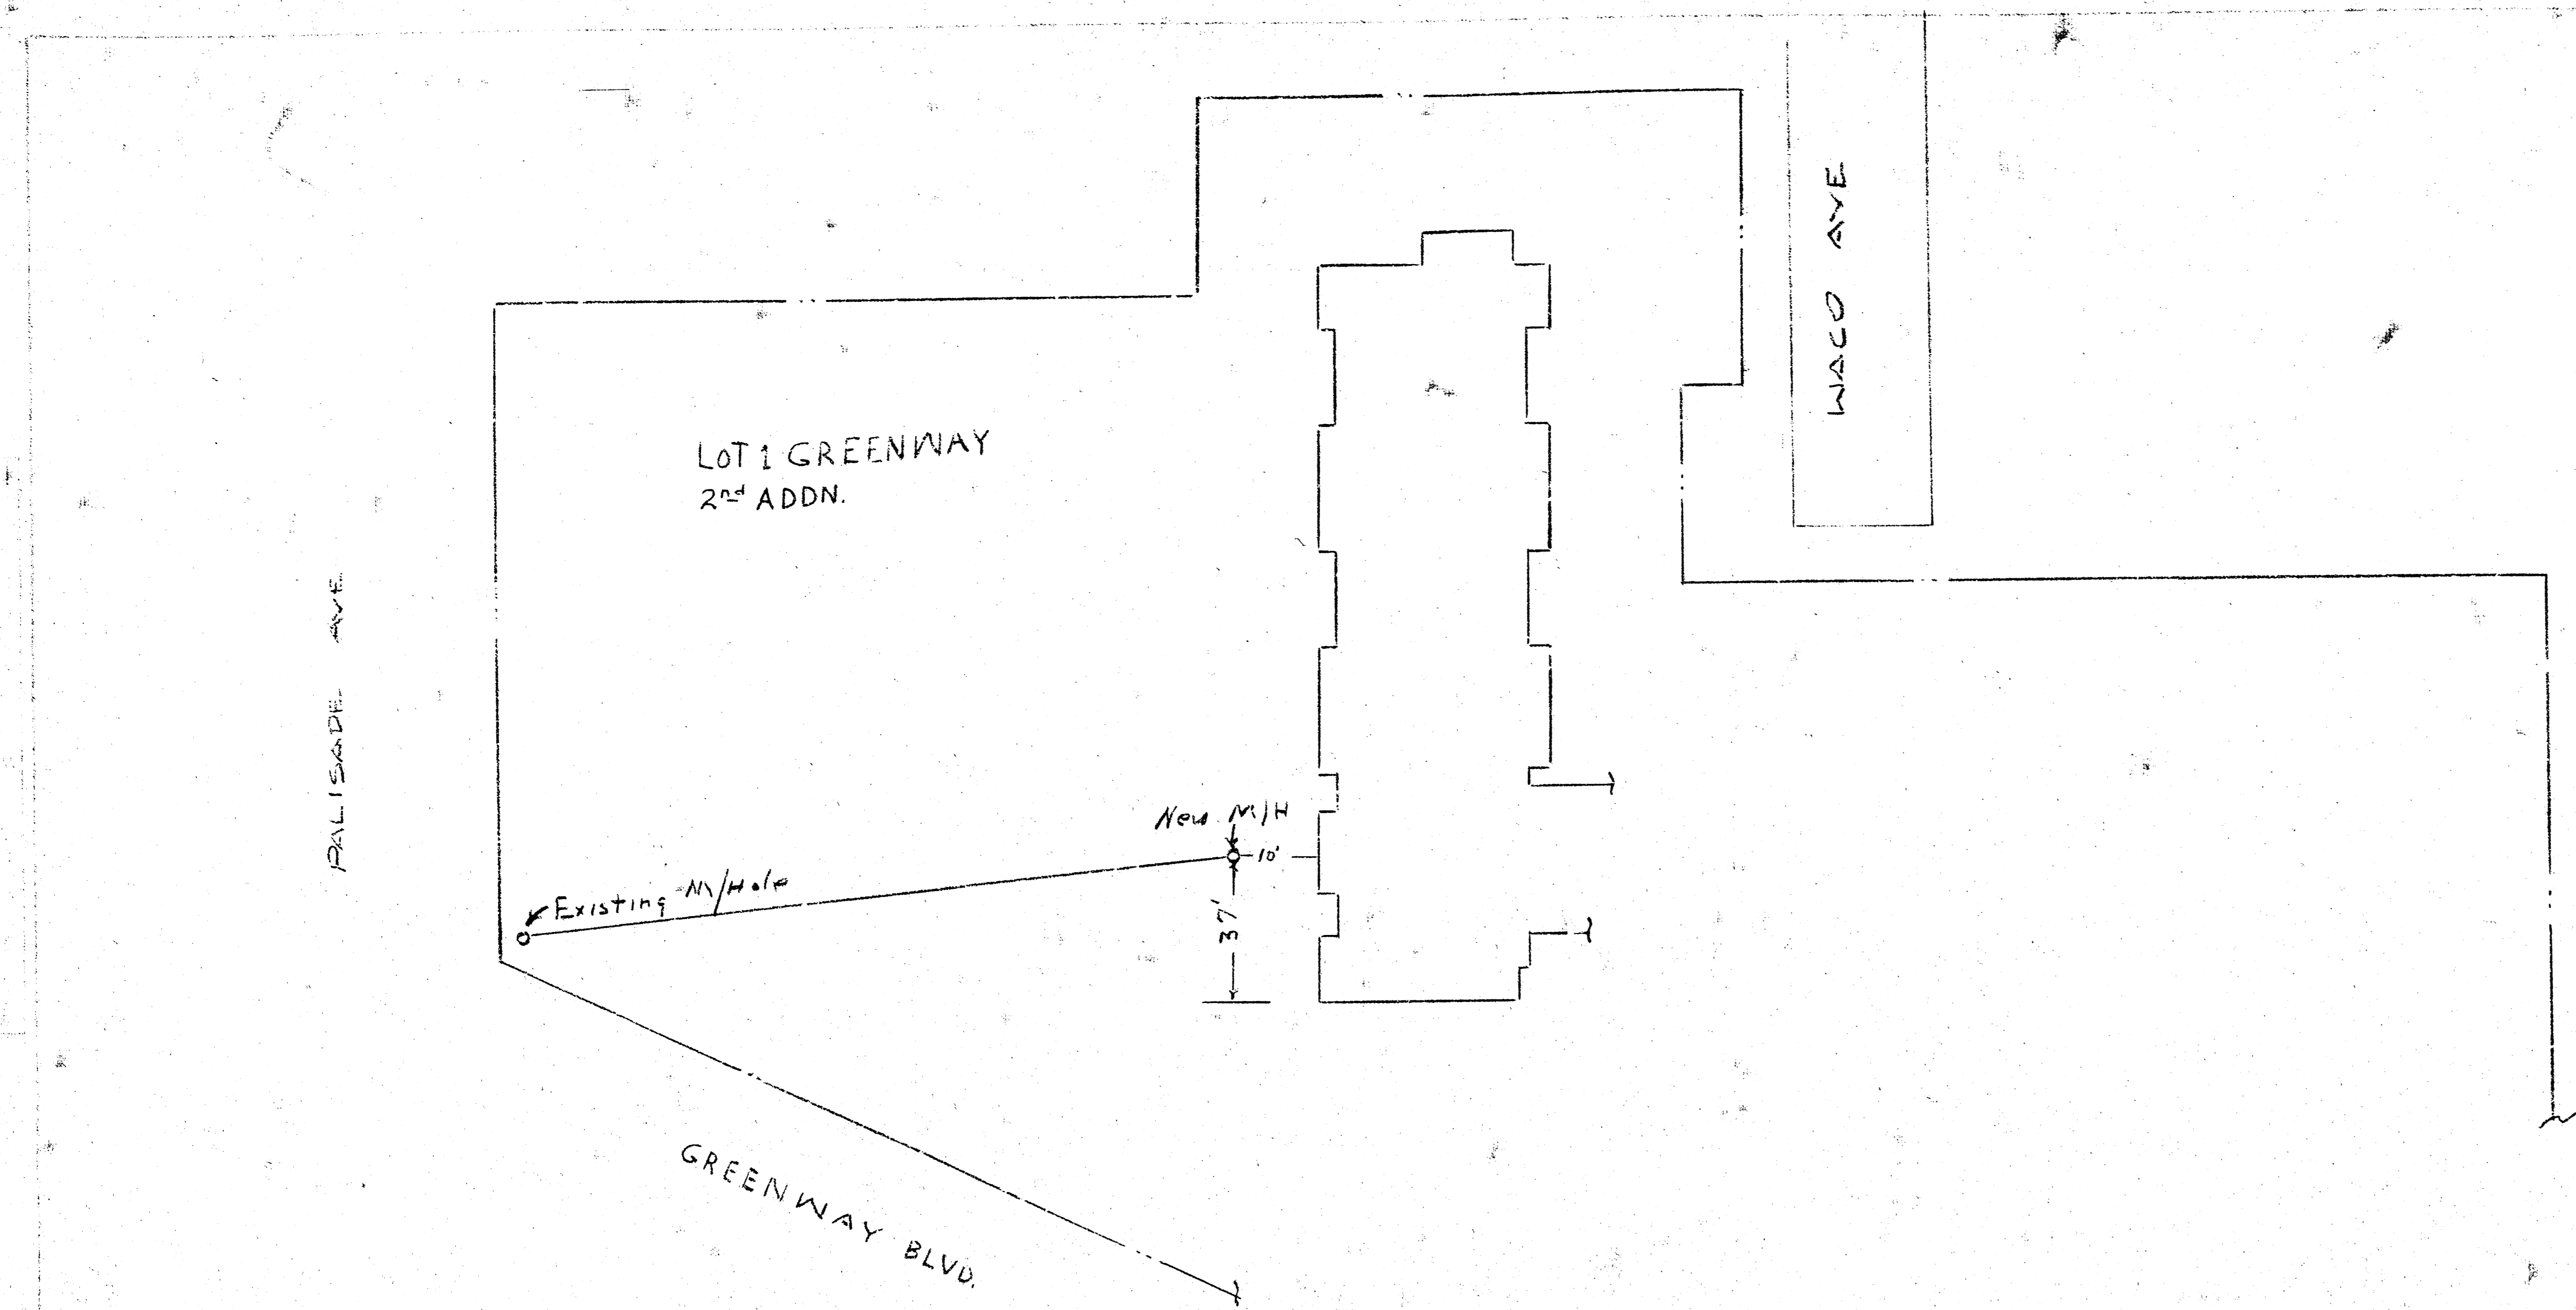 WACO AVE
LOT 1 GREENWAY
2nd ADDN.
PALISADE AVE.
New M/H
10'
Existing M/Hole
37'
GREENWAY BLVD.